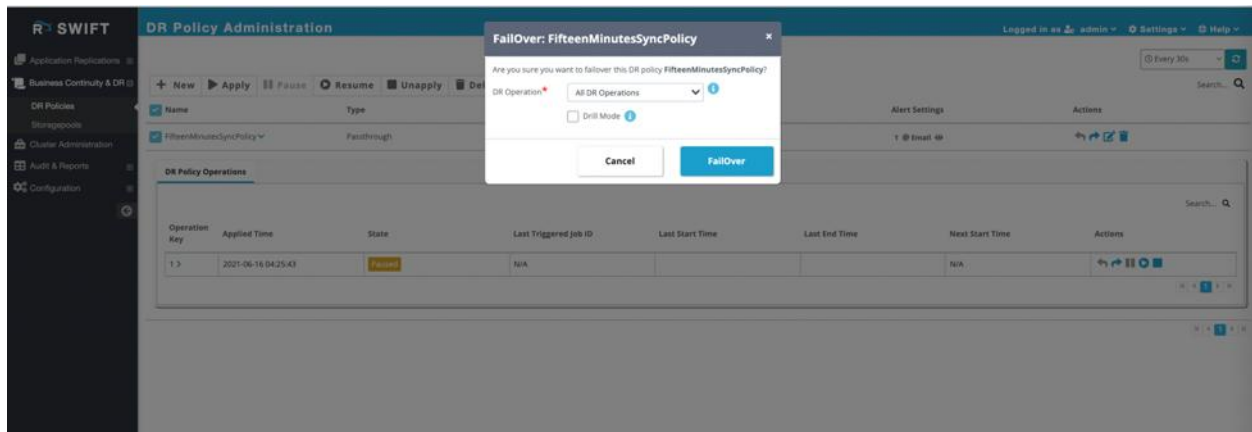 SWIFT
DR Policy Administration
Logged in as admin Settings Help
FailOver: FifteenMinutesSyncPolicy ×
Are you sure you want to failover this DR policy FifteenMinutesSyncPolicy?
DR Operation* All DR Operations
Drill Mode
Cancel FailOver
Application Replications
Business Continuity & DR
DR Policies
Storagepools
Cluster Administration
Audit & Reports
Configuration
Every 30s
New Apply Pause Resume Unapply Del
Search...
Name Type Alert Settings Actions
FifteenMinutesSyncPolicy Passthrough 1 @ Email
DR Policy Operations
Search...
Operation Key Applied Time State Last Triggered Job ID Last Start Time Last End Time Next Start Time Actions
2021-06-16 04:25:43 Paused N/A N/A
1
1